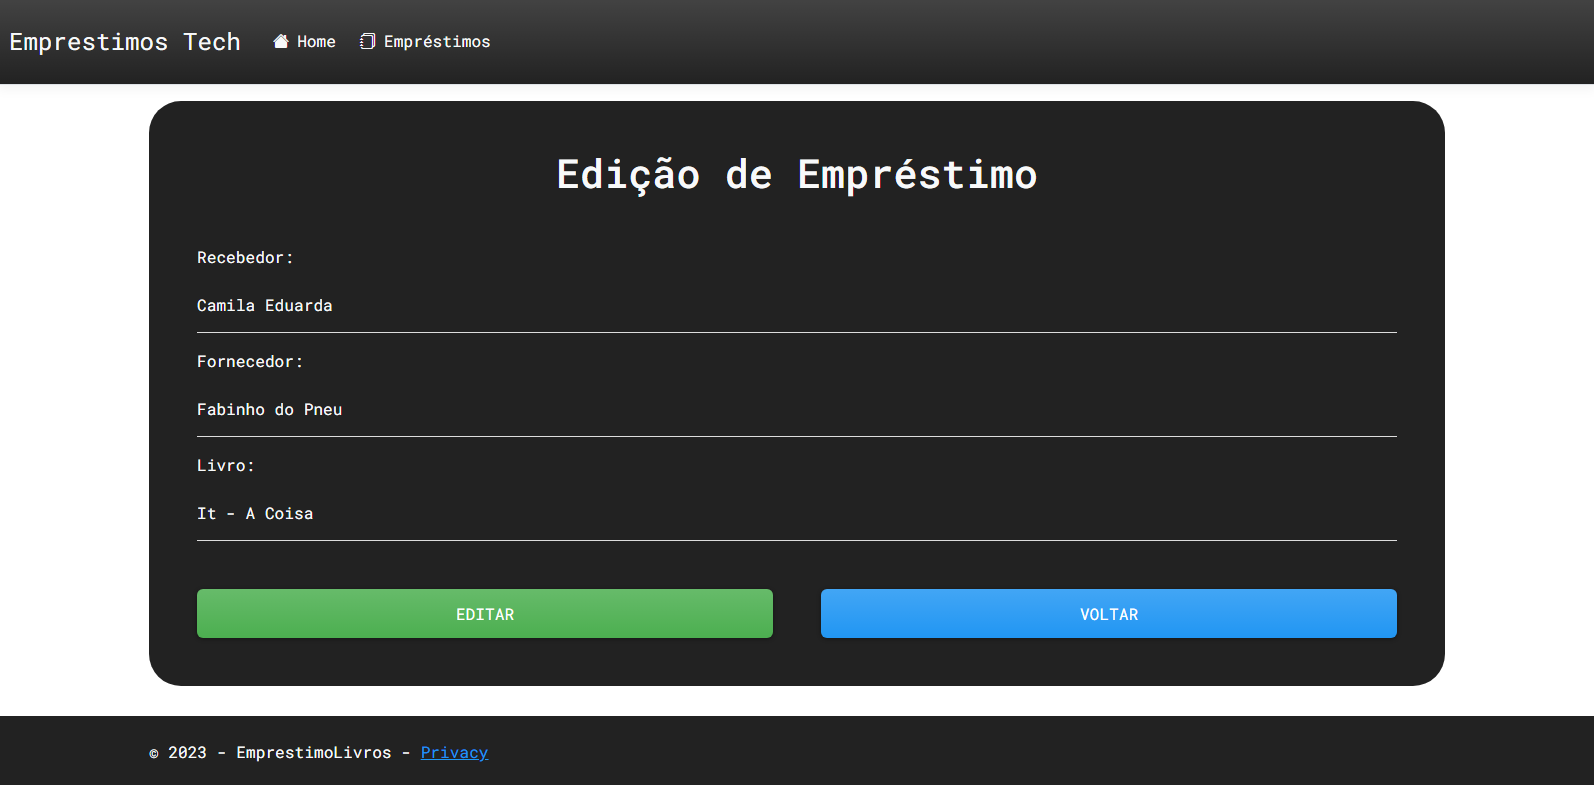 Emprestimos Tech Home Empréstimos
Edição de Empréstimo
Recebedor:
Camila Eduarda
Fornecedor:
Fabinho do Pneu
Livro:
It - A Coisa
EDITAR VOLTAR
© 2023 - EmprestimoLivros - Privacy